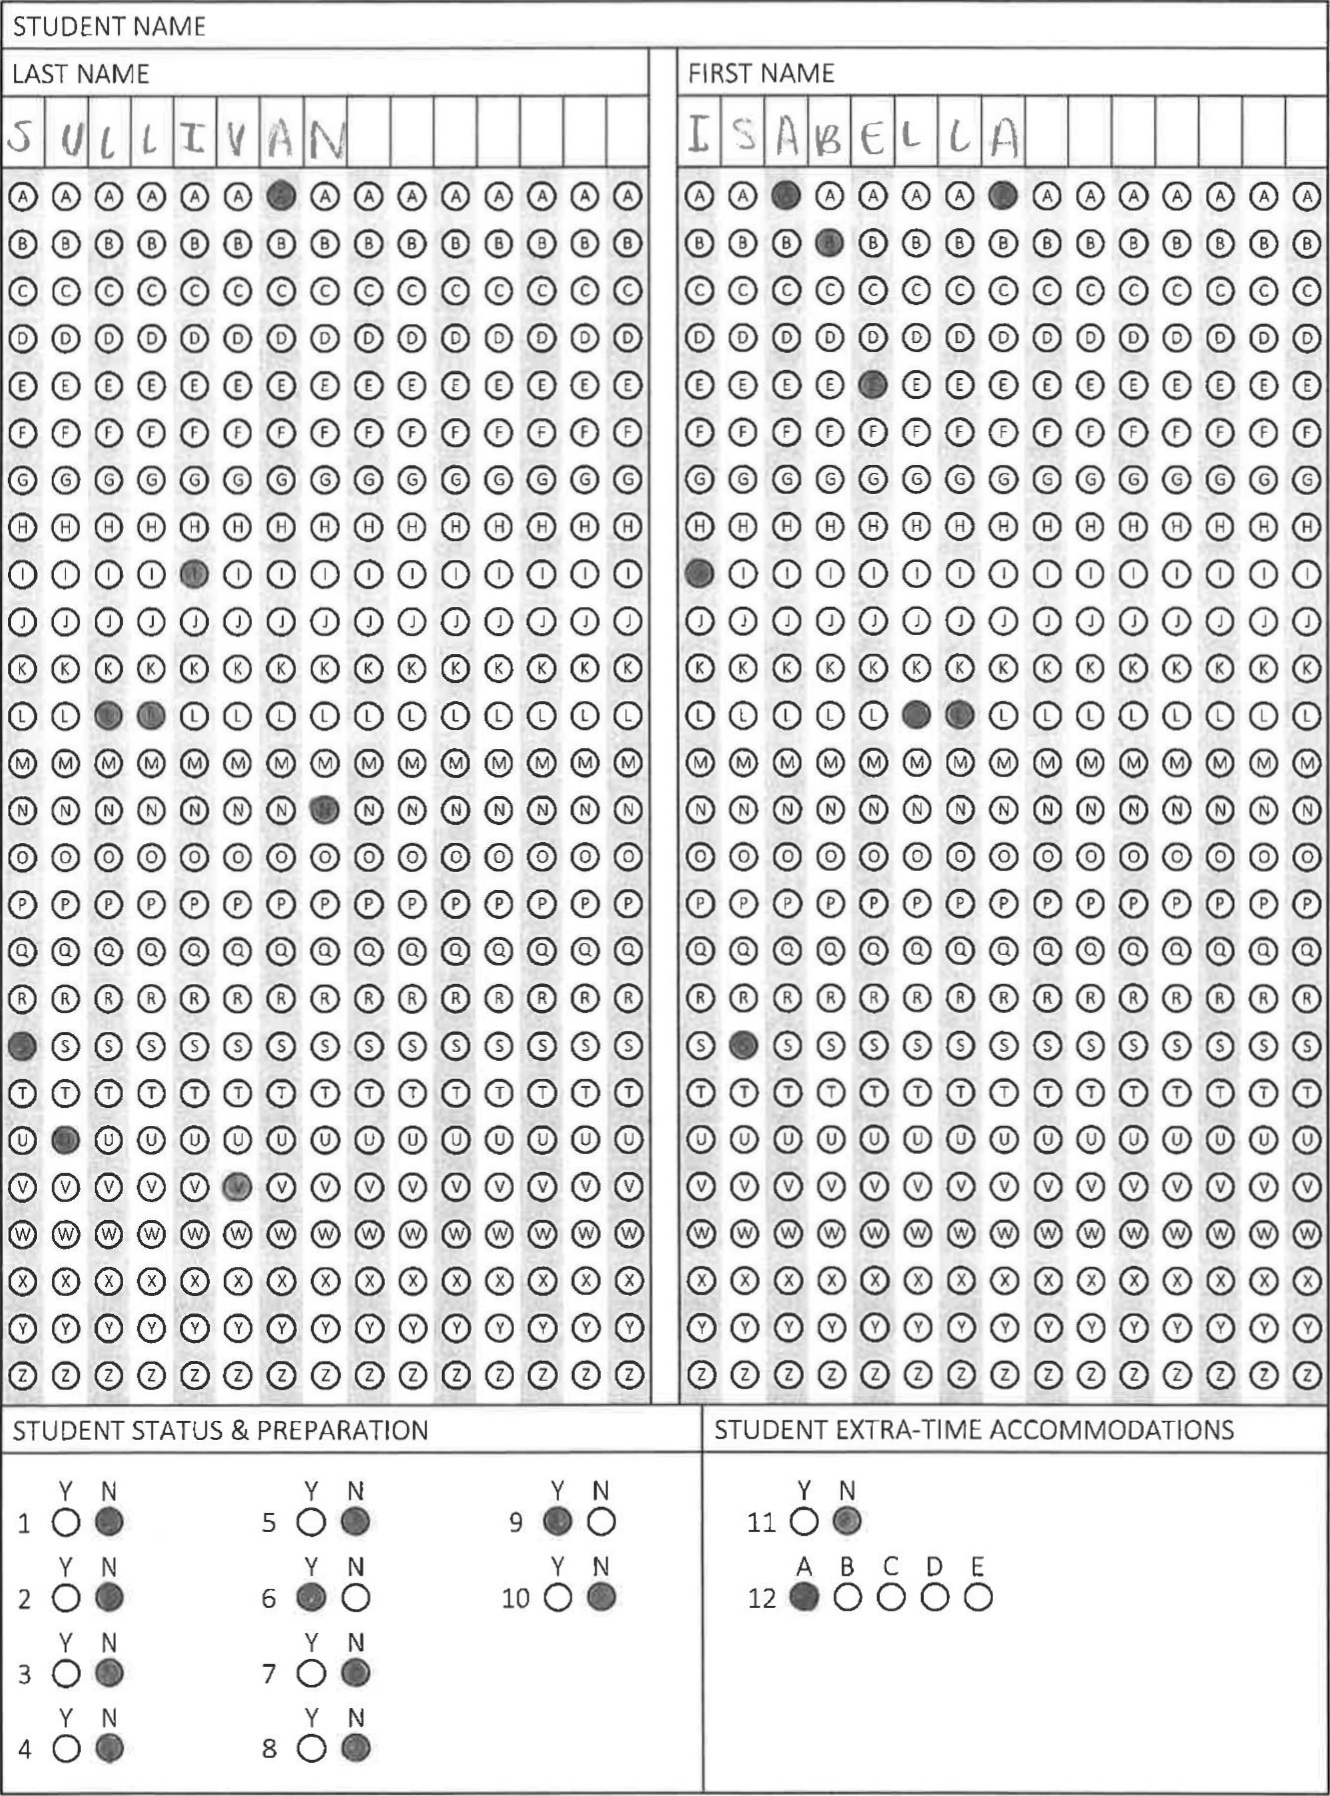 STUDENT NAME
LAST NAME FIRST NAME
SULLIVAN ISABELLA
A A A A A A A A A A A A A A A A A A A A A A A A A A A A A A
B B B B B B B B B B B B B B B B B B B B B B B B B B B B B B
C C C C C C C C C C C C C C C C C C C C C C C C C C C C C C
D D D D D D D D D D D D D D D D D D D D D D D D D D D D D D
E E E E E E E E E E E E E E E E E E E E E E E E E E E E E E
F F F F F F F F F F F F F F F F F F F F F F F F F F F F F F
G G G G G G G G G G G G G G G G G G G G G G G G G G G G G G
H H H H H H H H H H H H H H H H H H H H H H H H H H H H H H
I I I I I I I I I I I I I I I I I I I I I I I I I I I I I I
J J J J J J J J J J J J J J J J J J J J J J J J J J J J J J
K K K K K K K K K K K K K K K K K K K K K K K K K K K K K K
L L L L L L L L L L L L L L L L L L L L L L L L L L L L L L
M M M M M M M M M M M M M M M M M M M M M M M M M M M M M M
N N N N N N N N N N N N N N N N N N N N N N N N N N N N N N
O O O O O O O O O O O O O O O O O O O O O O O O O O O O O O
P P P P P P P P P P P P P P P P P P P P P P P P P P P P P P
Q Q Q Q Q Q Q Q Q Q Q Q Q Q Q Q Q Q Q Q Q Q Q Q Q Q Q Q Q Q
R R R R R R R R R R R R R R R R R R R R R R R R R R R R R R
S S S S S S S S S S S S S S S S S S S S S S S S S S S S S S
T T T T T T T T T T T T T T T T T T T T T T T T T T T T T T
U U U U U U U U U U U U U U U U U U U U U U U U U U U U U U
V V V V V V V V V V V V V V V V V V V V V V V V V V V V V V
W W W W W W W W W W W W W W W W W W W W W W W W W W W W W W
X X X X X X X X X X X X X X X X X X X X X X X X X X X X X X
Y Y Y Y Y Y Y Y Y Y Y Y Y Y Y Y Y Y Y Y Y Y Y Y Y Y Y Y Y Y
Z Z Z Z Z Z Z Z Z Z Z Z Z Z Z Z Z Z Z Z Z Z Z Z Z Z Z Z Z Z
STUDENT STATUS & PREPARATION STUDENT EXTRA-TIME ACCOMMODATIONS
Y N Y N Y N Y N
1 5 9 11
Y N Y N Y N A B C D E
2 6 10 12
Y N Y N
3 7
Y N Y N
4 8